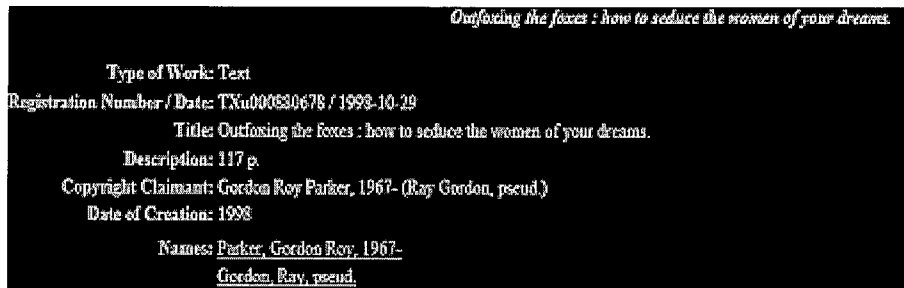 Outfoxing the foxes : how to seduce the women of your dreams.
Type of Work: Text
Registration Number / Date: TXu000880678 / 1998-10-29
Title: Outfoxing the foxes : how to seduce the women of your dreams.
Description: 117 p.
Copyright Claimant: Gordon Roy Parker, 1967- (Ray Gordon, pseud.)
Date of Creation: 1998
Names: Parker, Gordon Roy, 1967-
Gordon, Ray, pseud.